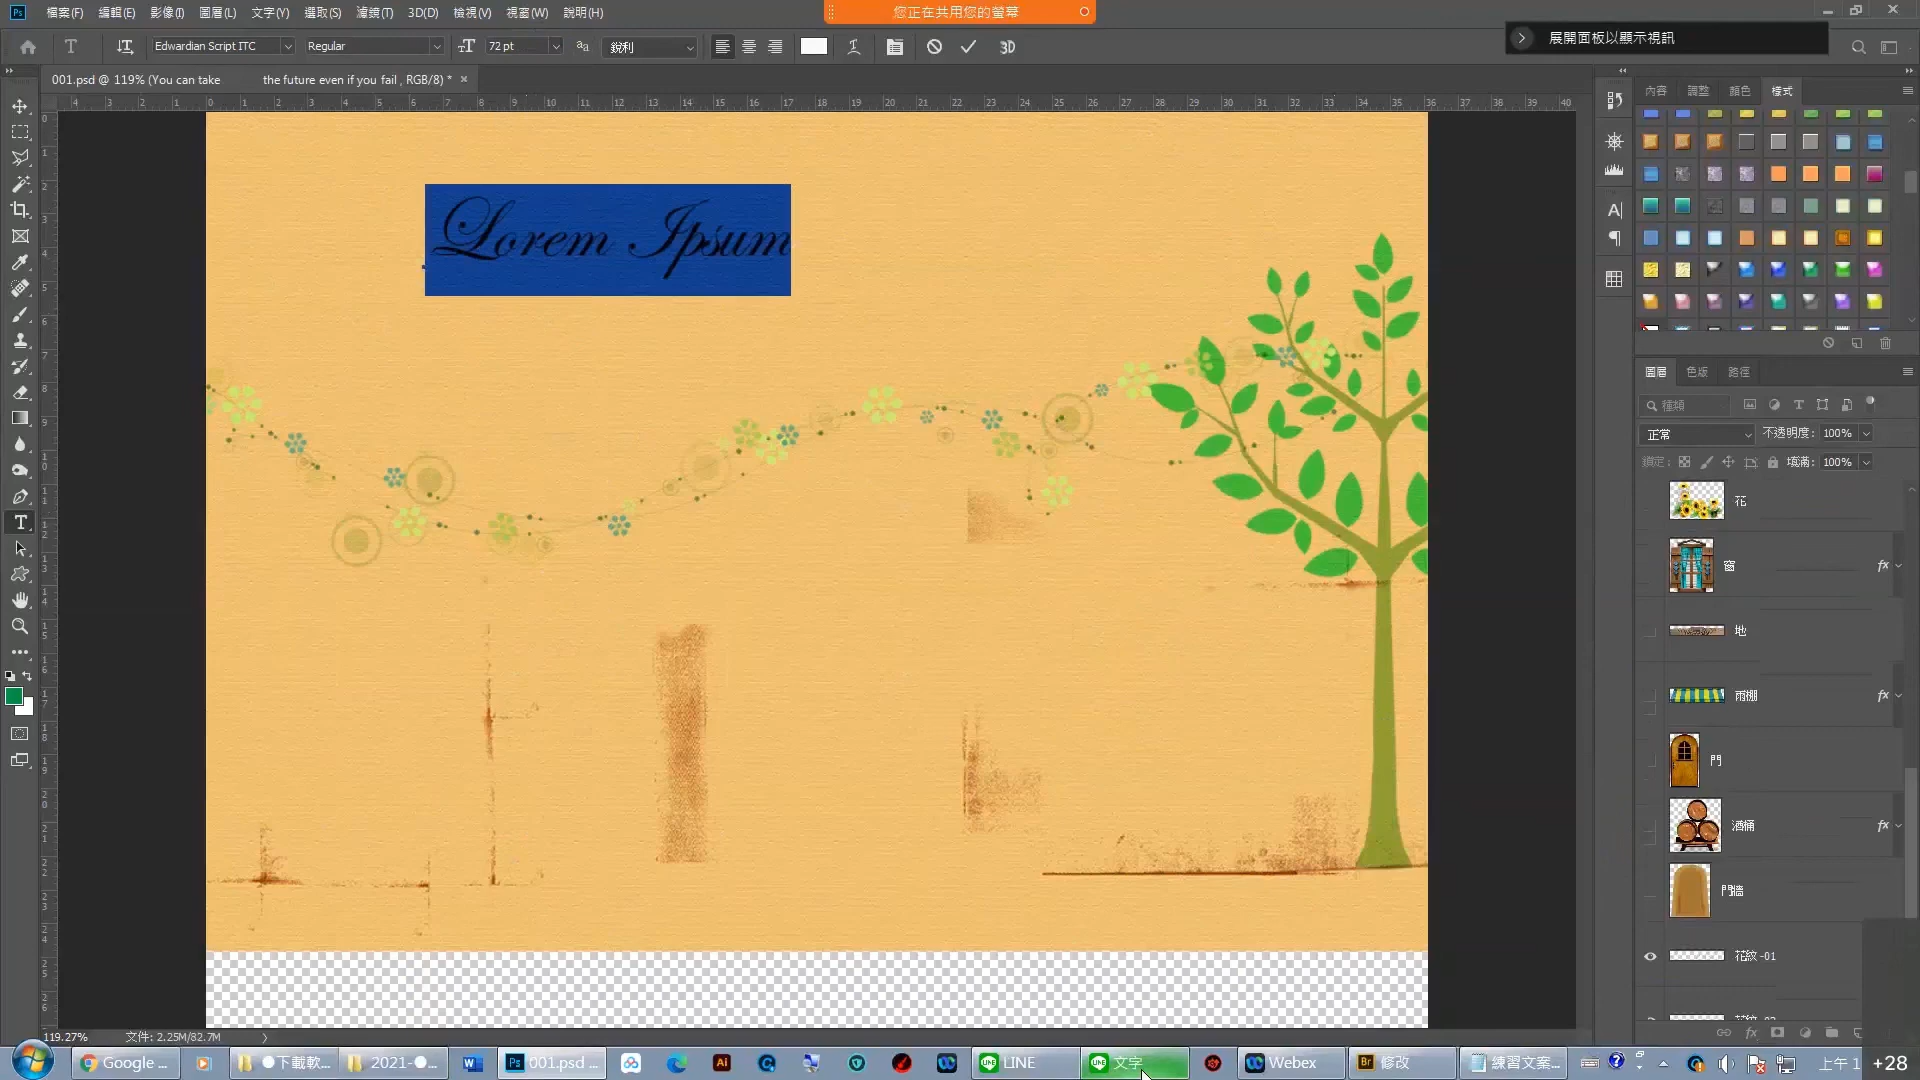 檔案(F) 編輯(E) 影像(I) 圖層(L) 文字(Y) 選取(S) 濾鏡(T) 3D(D) 檢視(V) 視窗(W) 說明(H)
您正在共用您的螢幕
Edwardian Script ITC Regular 72 pt 銳利 3D
展開面板以顯示視訊
001.psd @ 119% (You can take the future even if you fail , RGB/8) *
內容 調整 顏色 樣式
Lorem Ipsum
圖層 色版 路徑
種類
正常 不透明度: 100%
鎖定: 填滿: 100%
花
窗 fx
地
雨棚 fx
門
酒桶 fx
門牆
花紋 -01
119.27% 文件: 2.25M/82.7M
Google ... ●下載軟... 2021-●... 001.psd ... LINE 文字 Webex 修改 練習文案... 上午 1
+28